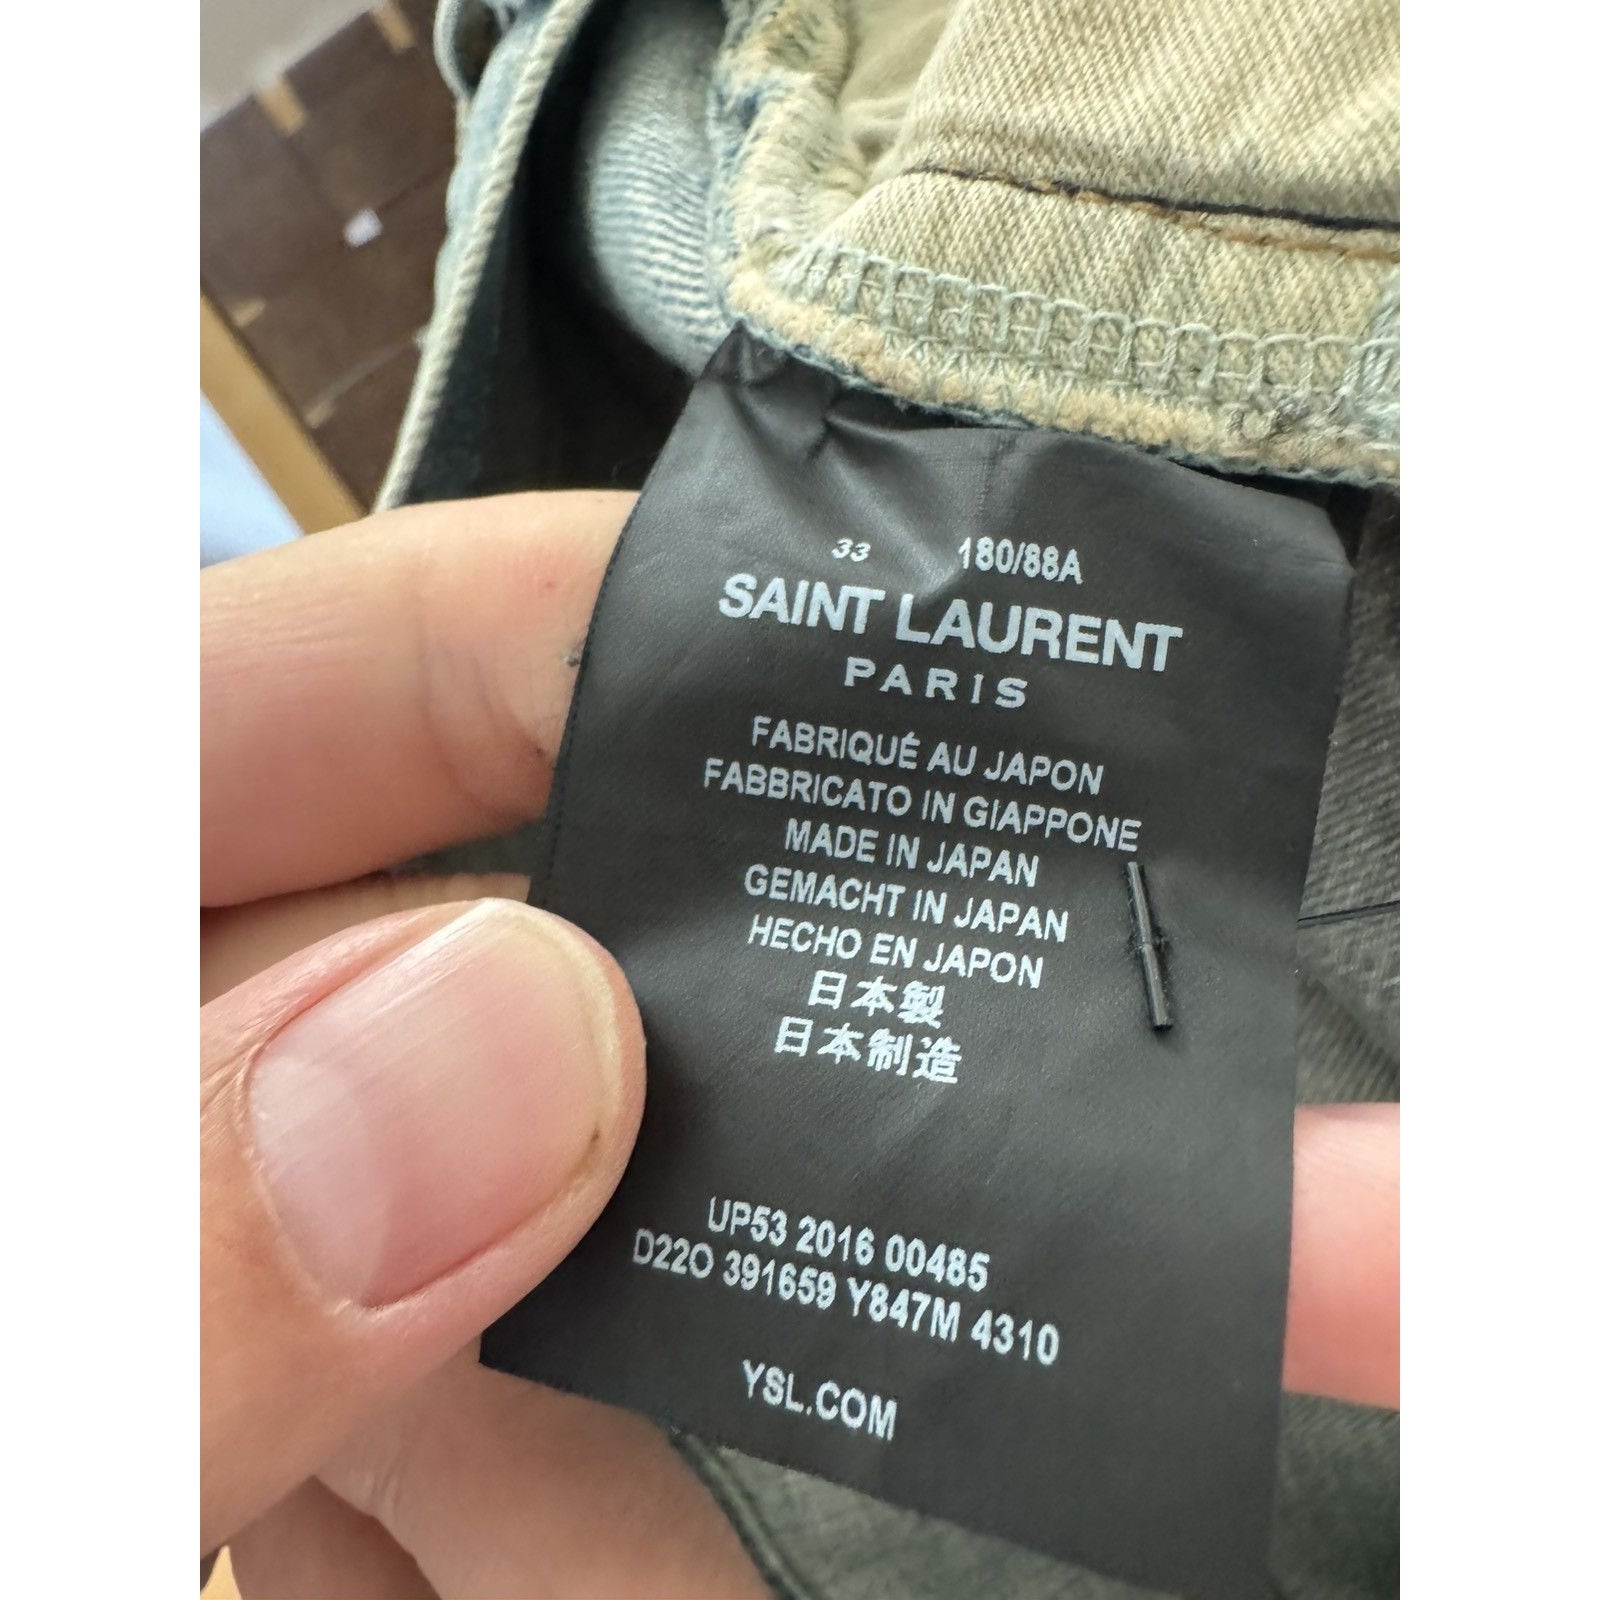 33 180/88A
SAINT LAURENT
PARIS
FABRIQUÉ AU JAPON
FABBRICATO IN GIAPPONE
MADE IN JAPAN
GEMACHT IN JAPAN
HECHO EN JAPON
日本製
日本制造
UP53 2016 00485
D22O 391659 Y847M 4310
YSL.COM